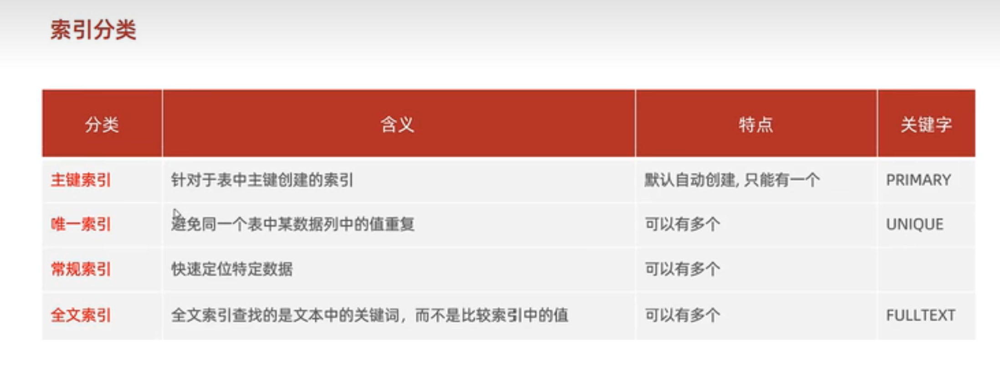 索引分类
分类 含义 特点 关键字
主键索引 针对于表中主键创建的索引 默认自动创建, 只能有一个 PRIMARY
唯一索引 避免同一个表中某数据列中的值重复 可以有多个 UNIQUE
常规索引 快速定位特定数据 可以有多个
全文索引 全文索引查找的是文本中的关键词，而不是比较索引中的值 可以有多个 FULLTEXT